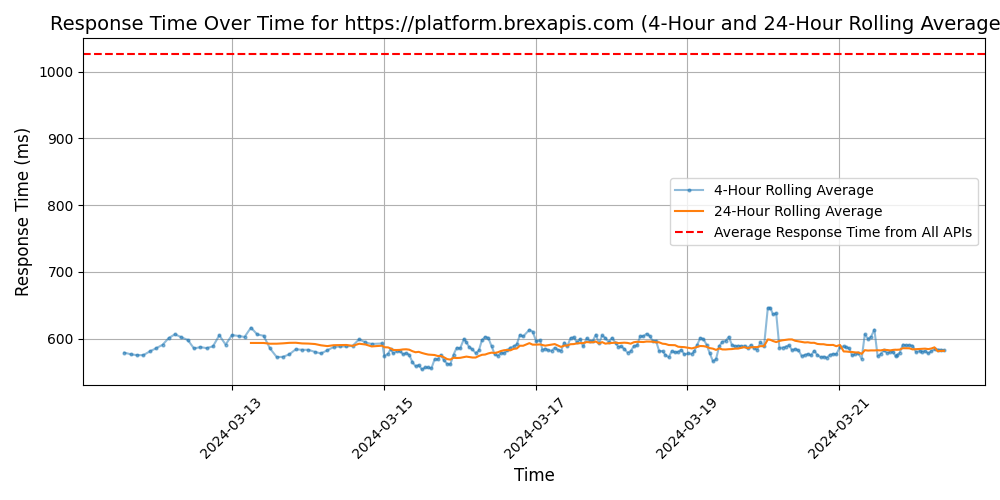 Response Time Over Time for https://platform.brexapis.com (4-Hour and 24-Hour Rolling Average
Response Time (ms)
1000
900
800
700
600
4-Hour Rolling Average
24-Hour Rolling Average
Average Response Time from All APIs
2024-03-13
2024-03-15
2024-03-17
2024-03-19
2024-03-21
Time